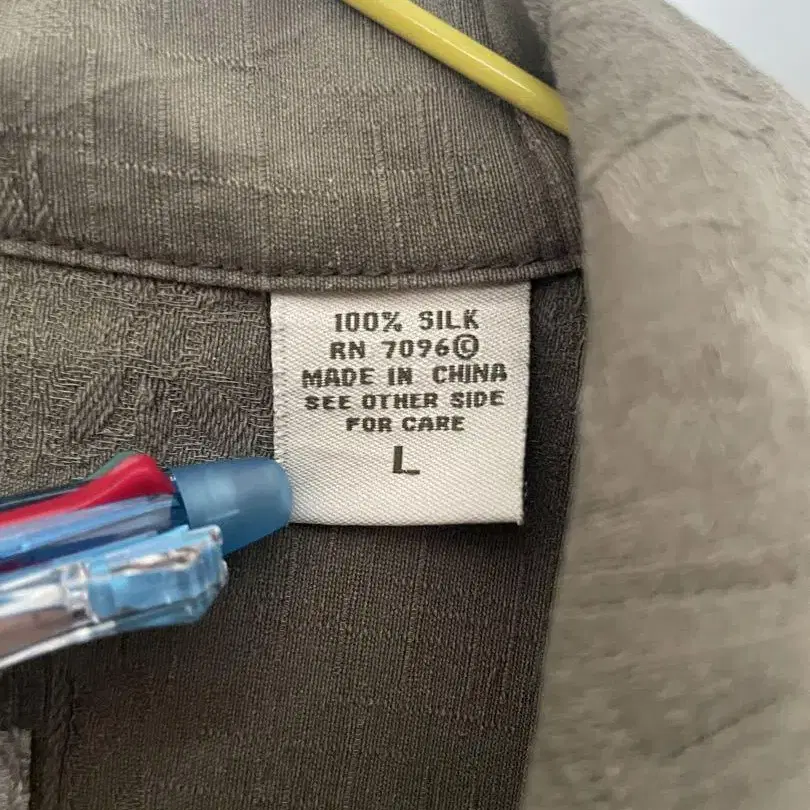 100% SILK
RN 7096©
MADE IN CHINA
SEE OTHER SIDE
FOR CARE
L